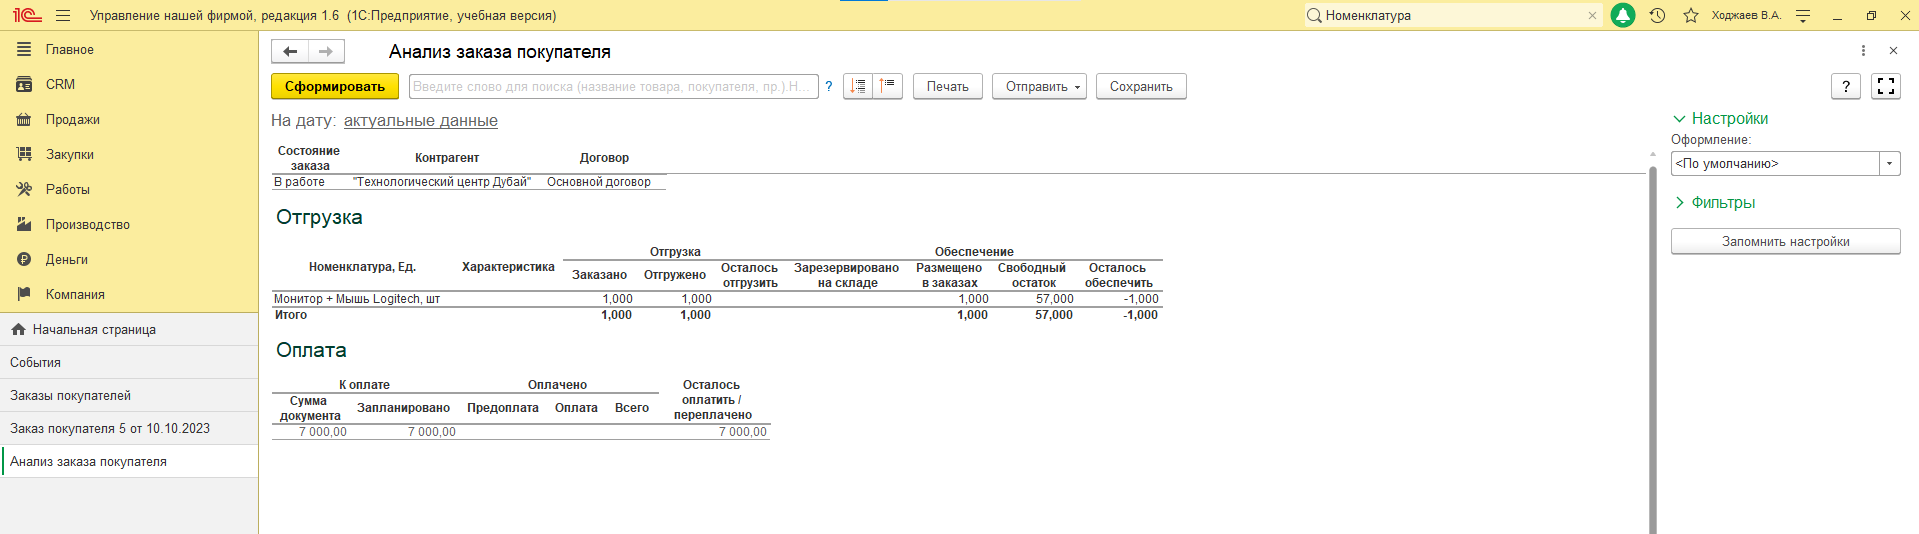 1С Управление нашей фирмой, редакция 1.6 (1С:Предприятие, учебная версия) Номенклатура Ходжаев В.А.
Главное
CRM
Продажи
Закупки
Работы
Производство
Деньги
Компания
Начальная страница
События
Заказы покупателей
Заказ покупателя 5 от 10.10.2023
Анализ заказа покупателя
Анализ заказа покупателя
Сформировать Введите слово для поиска (название товара, покупателя, пр.).Н... ? Печать Отправить Сохранить ?
На дату: актуальные данные
Состояние заказа Контрагент Договор
В работе "Технологический центр Дубай" Основной договор
Отгрузка
Номенклатура, Ед. Характеристика Отгрузка Обеспечение
Заказано Отгружено Осталось отгрузить Зарезервировано на складе Размещено в заказах Свободный остаток Осталось обеспечить
Монитор + Мышь Logitech, шт 1,000 1,000 1,000 57,000 -1,000
Итого 1,000 1,000 1,000 57,000 -1,000
Оплата
К оплате Оплачено Осталось оплатить / переплачено
Сумма документа Запланировано Предоплата Оплата Всего
7 000,00 7 000,00 7 000,00
Настройки
Оформление:
<По умолчанию>
Фильтры
Запомнить настройки